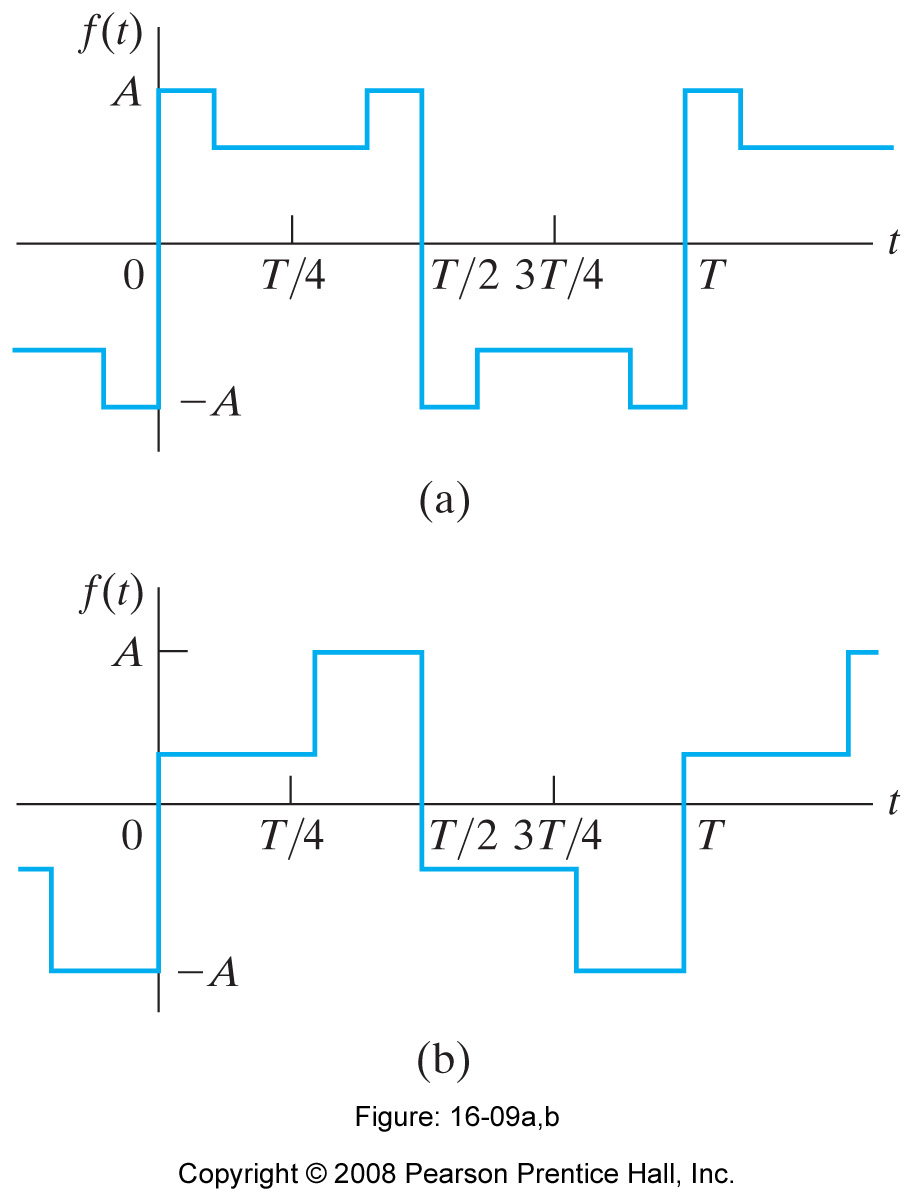 f(t)
A
t
0 T/4 T/2 3T/4 T
−A
(a)
f(t)
A
t
0 T/4 T/2 3T/4 T
−A
(b)
Figure: 16-09a,b
Copyright © 2008 Pearson Prentice Hall, Inc.